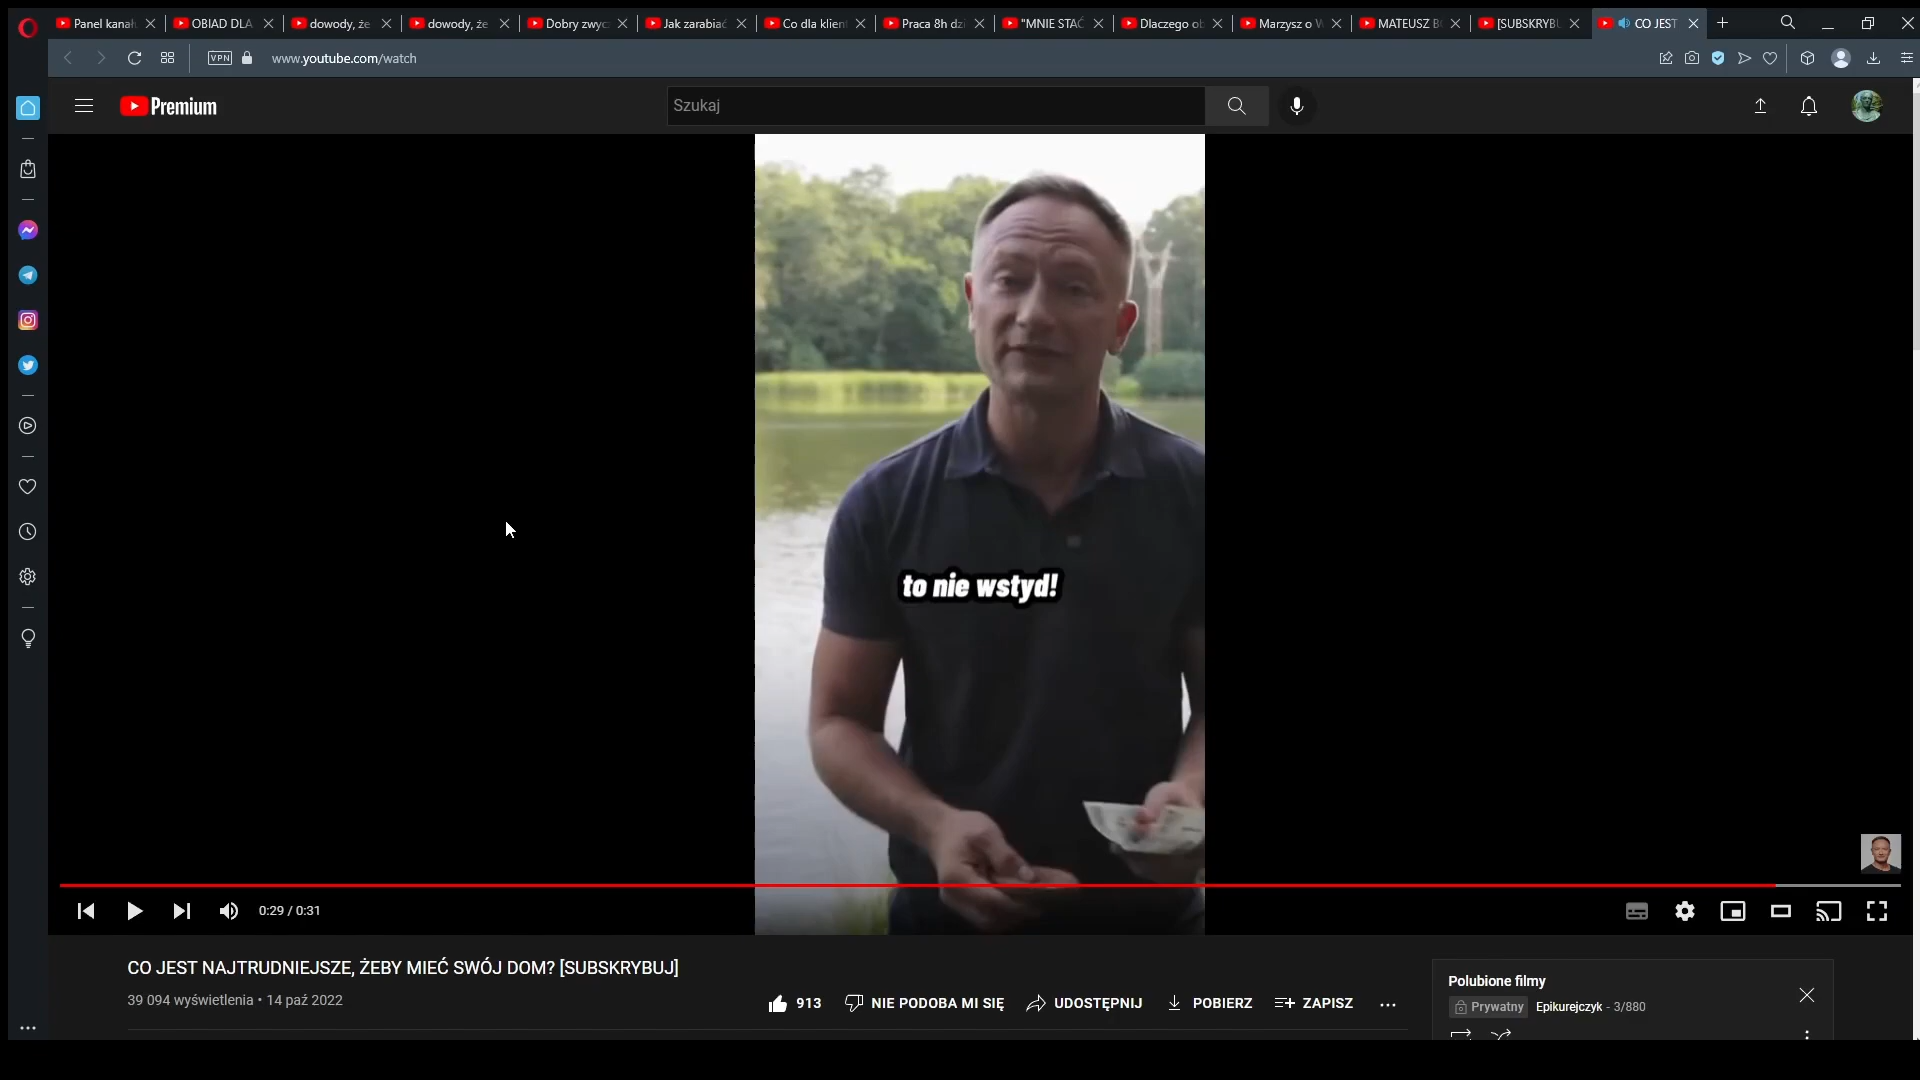 Panel kanał
OBIAD DLA
dowody, że
dowody, że
Dobry zwyc
Jak zarabiać
Co dla klien
Praca 8h dz
"MNIE STAĆ
Dlaczego ob
Marzysz o W
MATEUSZ B
[SUBSKRYBU
CO JEST
VPN
www.youtube.com/watch
Premium
Szukaj
to nie wstyd!
0:29 / 0:31
CO JEST NAJTRUDNIEJSZE, ŻEBY MIEĆ SWÓJ DOM? [SUBSKRYBUJ]
39 094 wyświetlenia • 14 paź 2022
913
NIE PODOBA MI SIĘ
UDOSTĘPNIJ
POBIERZ
ZAPISZ
Polubione filmy
Prywatny
Epikurejczyk - 3/880